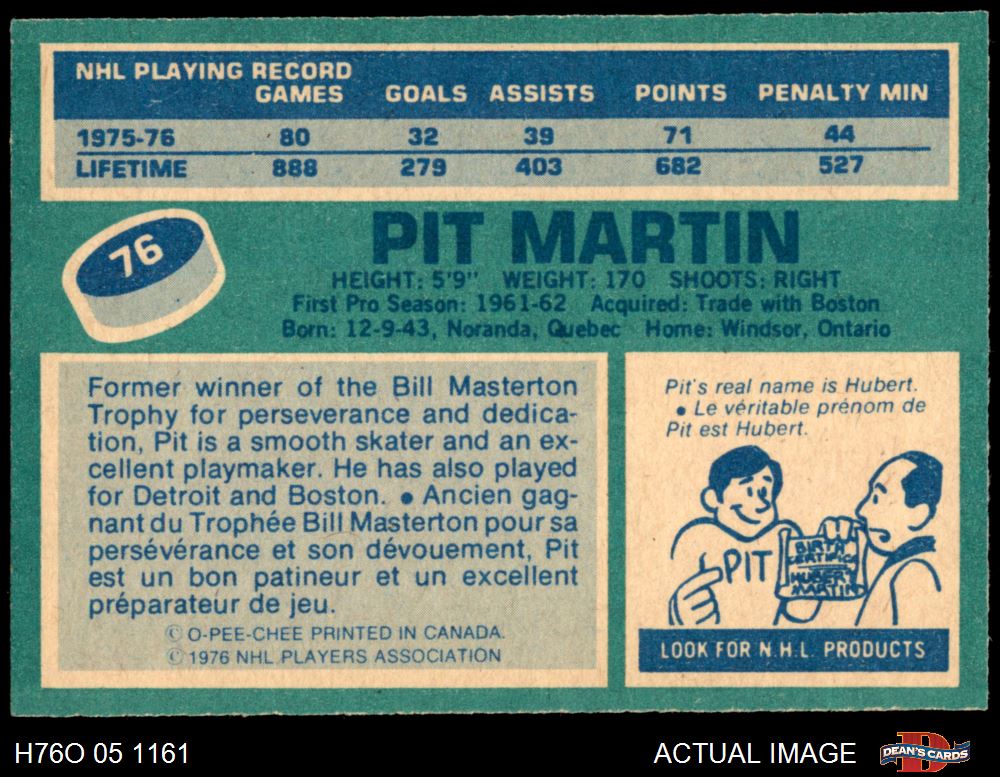 NHL PLAYING RECORD
GAMES GOALS ASSISTS POINTS PENALTY MIN
1975-76 80 32 39 71 44
LIFETIME 888 279 403 682 527
76
PIT MARTIN
HEIGHT: 5'9" WEIGHT: 170 SHOOTS: RIGHT
First Pro Season: 1961-62 Acquired: Trade with Boston
Born: 12-9-43, Noranda, Quebec Home: Windsor, Ontario
Former winner of the Bill Masterton
Trophy for perseverance and dedica-
tion, Pit is a smooth skater and an ex-
cellent playmaker. He has also played
for Detroit and Boston. • Ancien gag-
nant du Trophée Bill Masterton pour sa
persévérance et son dévouement, Pit
est un bon patineur et un excellent
préparateur de jeu.
© O-PEE-CHEE PRINTED IN CANADA.
© 1976 NHL PLAYERS ASSOCIATION
Pit's real name is Hubert.
• Le véritable prénom de
Pit est Hubert.
PIT
BIRTH
CERTIFICATE
HUBERT
MARTIN
LOOK FOR N.H.L. PRODUCTS
H76O 05 1161
ACTUAL IMAGE
D
DEAN'S CARDS